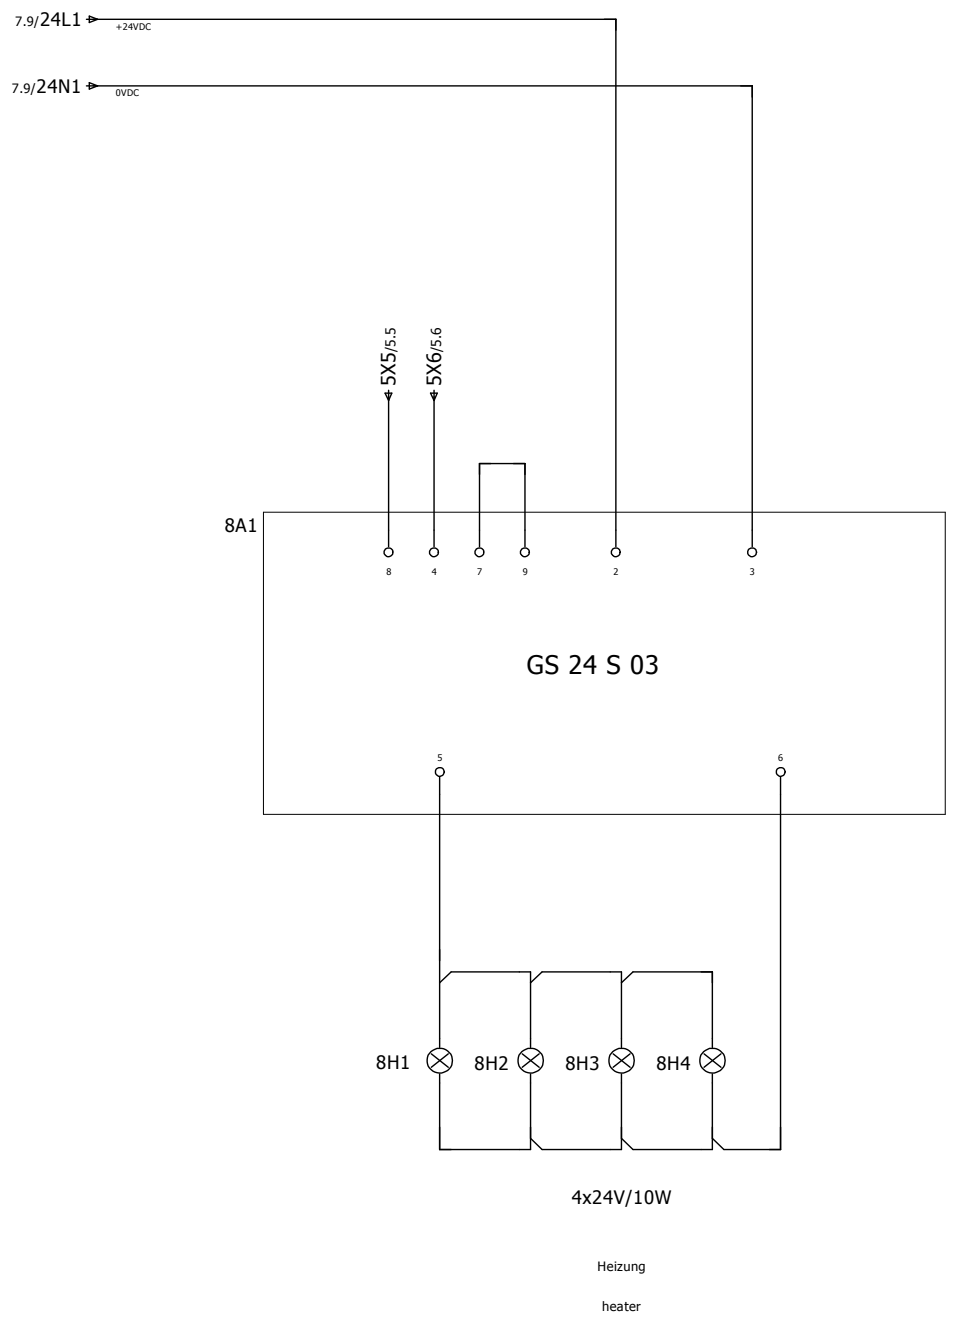 7.9/24L1
+24VDC
7.9/24N1
0VDC
5X5/5.5
5X6/5.6
8A1
8 4 7 9 2 3
GS 24 S 03
5 6
8H1 8H2 8H3 8H4
4x24V/10W
Heizung
heater